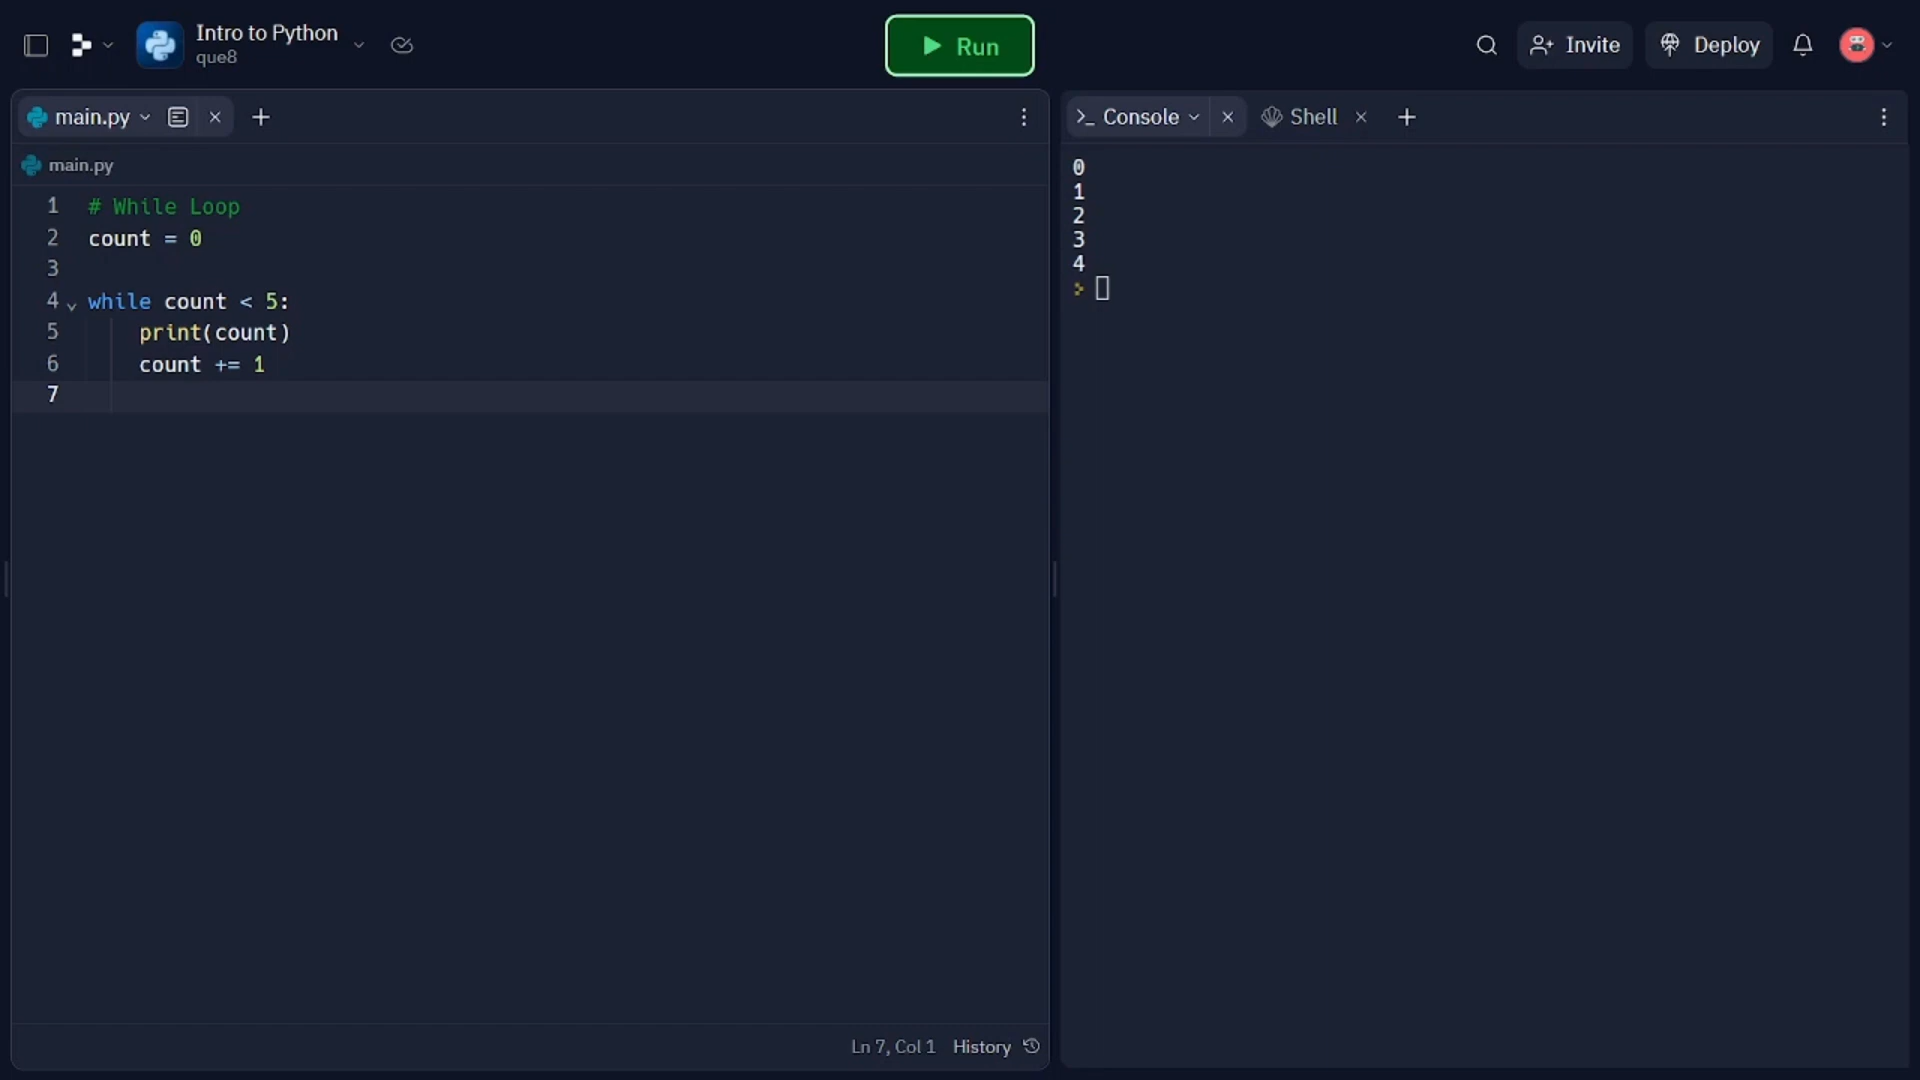 Intro to Python
que8
Run
Invite
Deploy
main.py
Console
Shell
main.py
1 # While Loop
2 count = 0
3
4 while count < 5:
5     print(count)
6     count += 1
7
Ln 7, Col 1 History
0
1
2
3
4